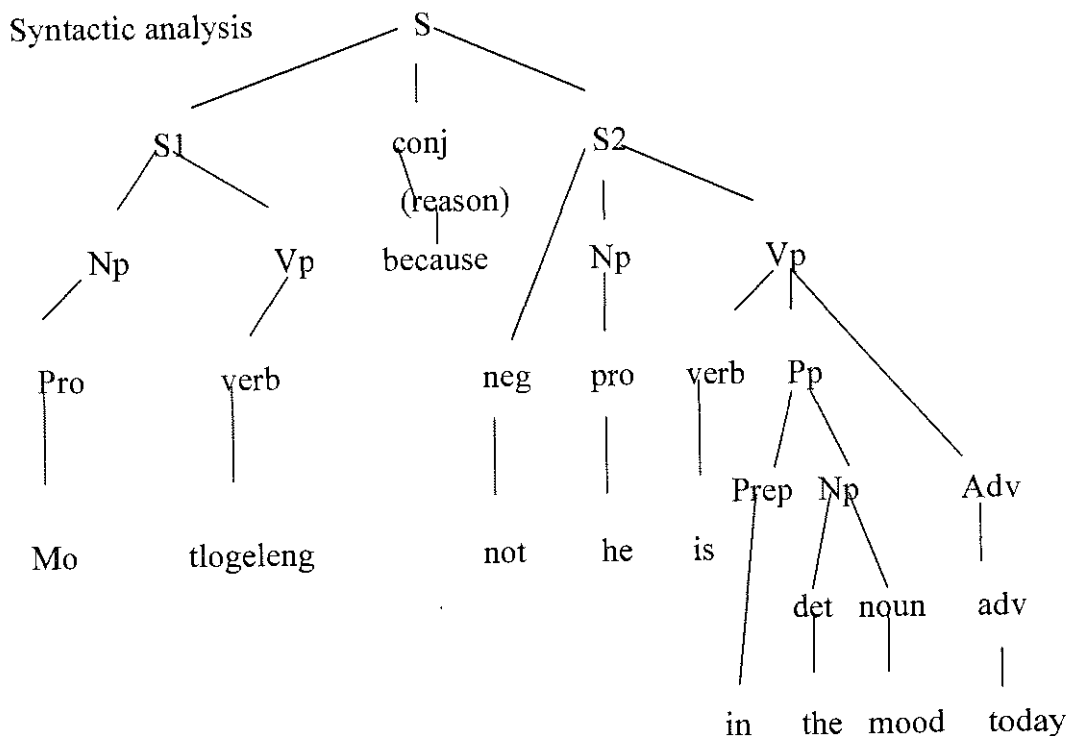 Syntactic analysis S
S1 conj S2
(reason)
Np Vp because Np Vp
Pro verb neg pro verb Pp
Prep Np Adv
Mo tlogeleng not he is
det noun adv
in the mood today